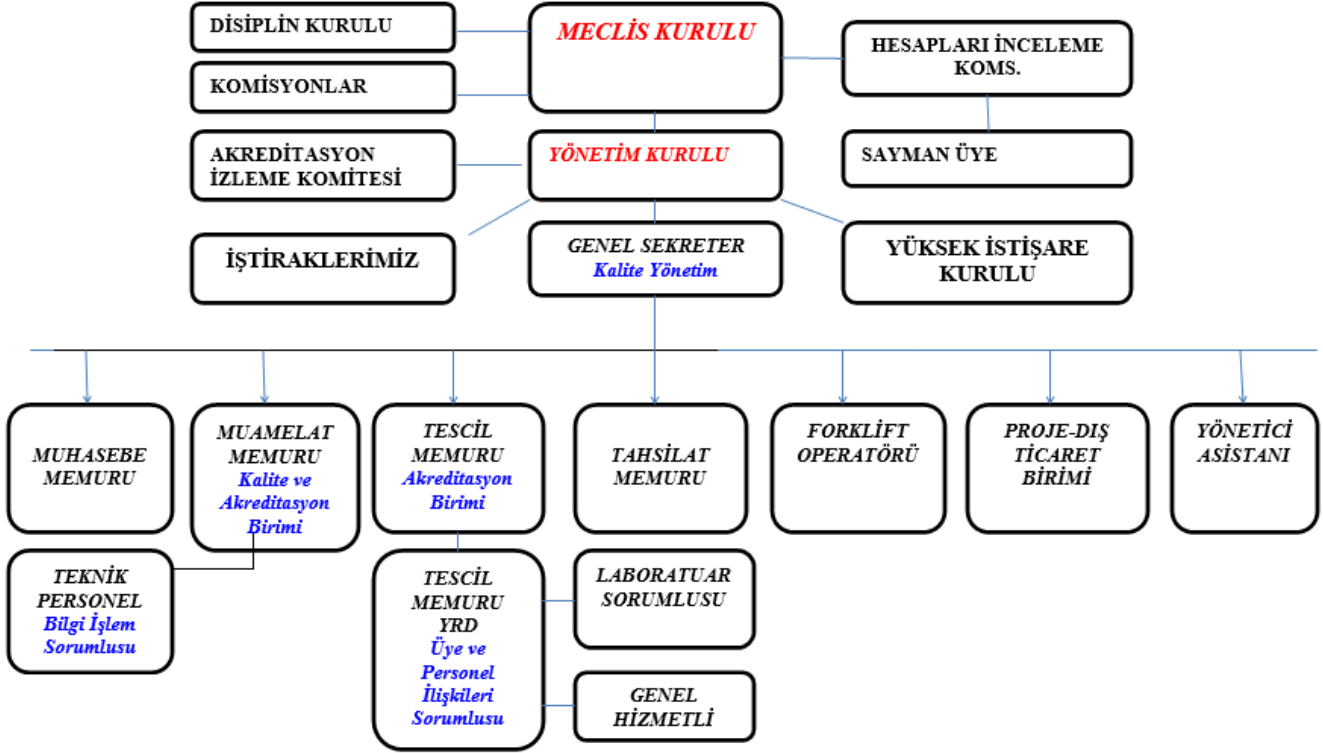 DİSİPLİN KURULU
MECLİS KURULU
HESAPLARI İNCELEME
KOMS.
KOMİSYONLAR
AKREDİTASYON
İZLEME KOMİTESİ
YÖNETİM KURULU
SAYMAN ÜYE
İŞTİRAKLERİMİZ
GENEL SEKRETER
Kalite Yönetim
YÜKSEK İSTİŞARE
KURULU
MUHASEBE
MEMURU
MUAMELAT
MEMURU
Kalite ve
Akreditasyon
Birimi
TESCİL
MEMURU
Akreditasyon
Birimi
TAHSİLAT
MEMURU
FORKLİFT
OPERATÖRÜ
PROJE-DIŞ
TİCARET
BİRİMİ
YÖNETİCİ
ASİSTANI
TEKNİK
PERSONEL
Bilgi İşlem
Sorumlusu
TESCİL
MEMURU
YRD
Üye ve
Personel
İlişkileri
Sorumlusu
LABORATUAR
SORUMLUSU
GENEL
HİZMETLİ